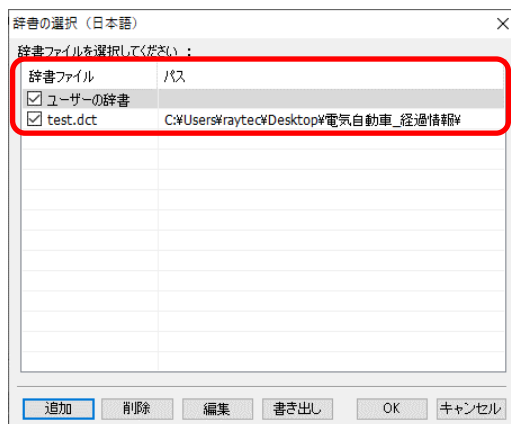 辞書の選択（日本語）
辞書ファイルを選択してください ：
辞書ファイル パス
ユーザーの辞書
test.dct C:¥Users¥raytec¥Desktop¥電気自動車_経過情報¥
追加 削除 編集 書き出し OK キャンセル